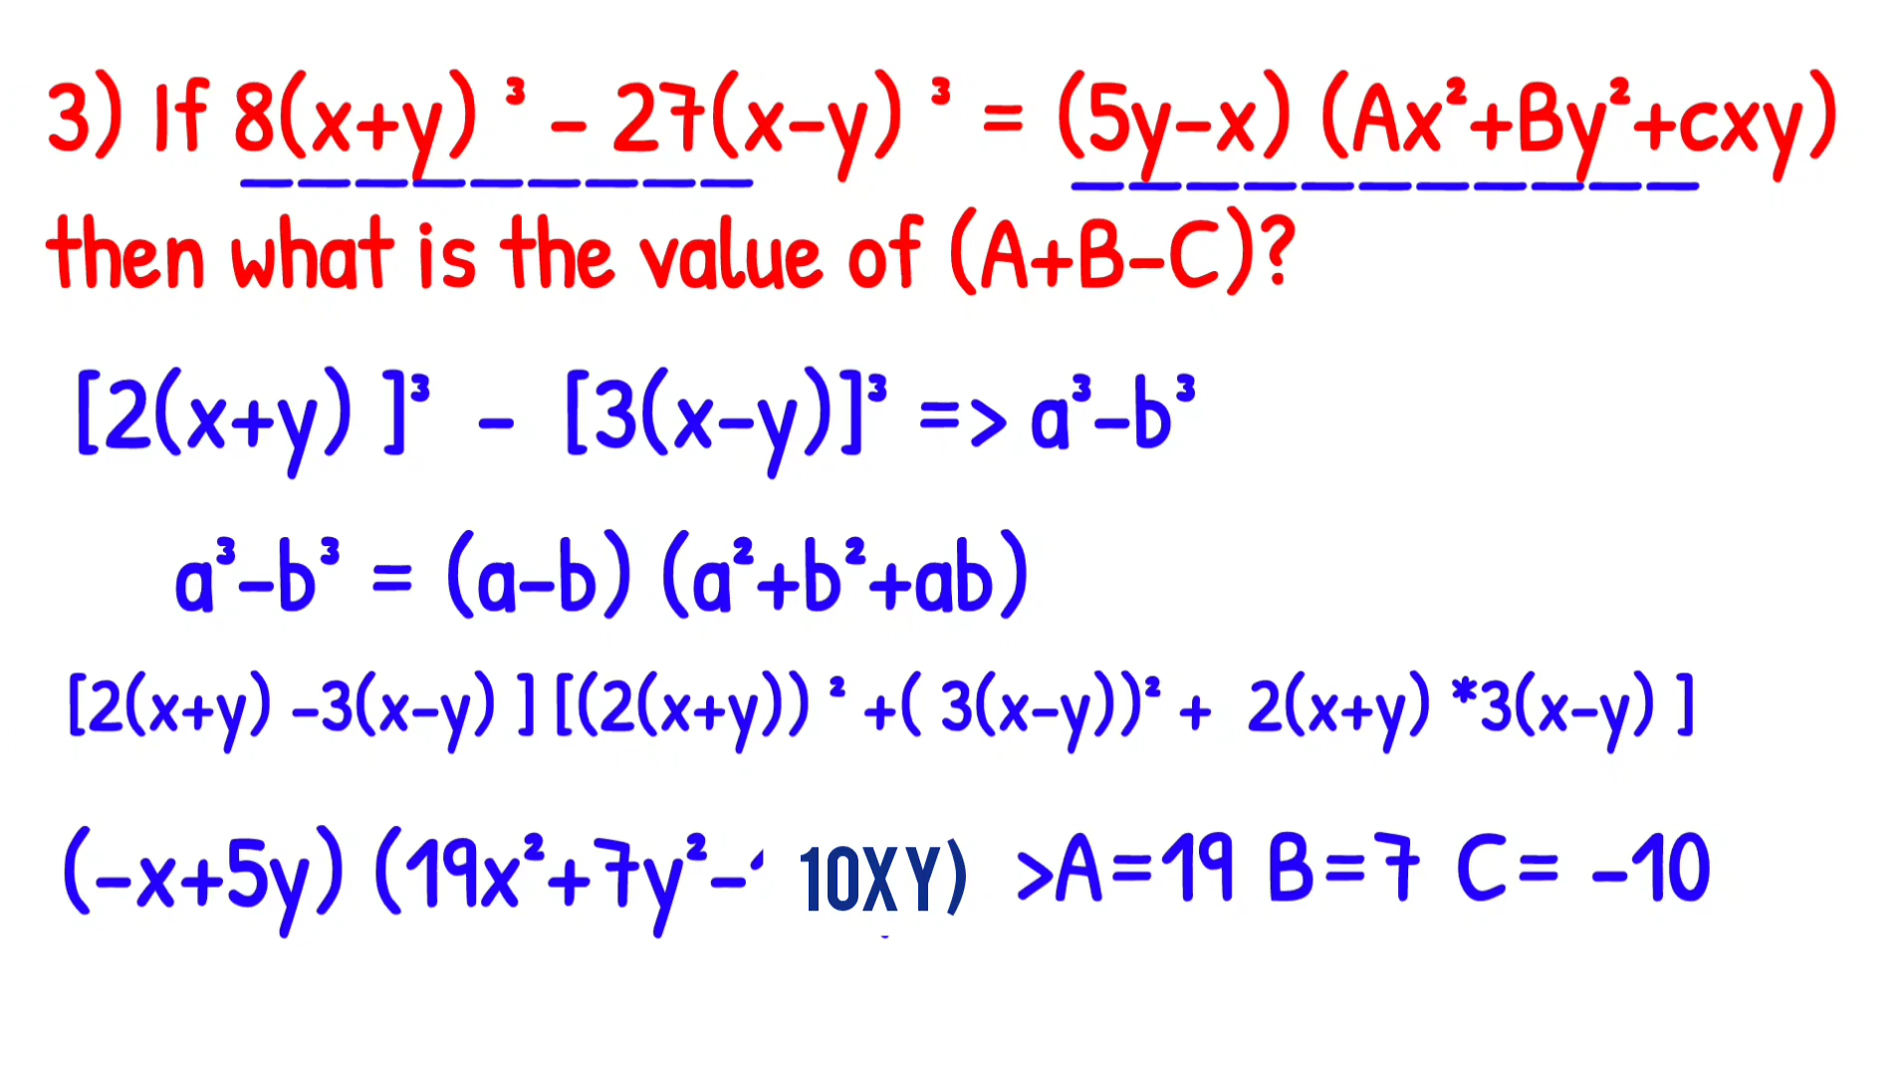 3) If 8(x+y) ³ - 27(x-y) ³ = (5y-x) (Ax²+By²+cxy)
then what is the value of (A+B-C)?
[2(x+y) ]³ - [3(x-y)]³ => a³-b³
a³-b³ = (a-b) (a²+b²+ab)
[2(x+y) -3(x-y) ] [(2(x+y)) ² +( 3(x-y))² + 2(x+y) *3(x-y) ]
(-x+5y) (19x²+7y²- 10XY) >A=19 B=7 C= -10